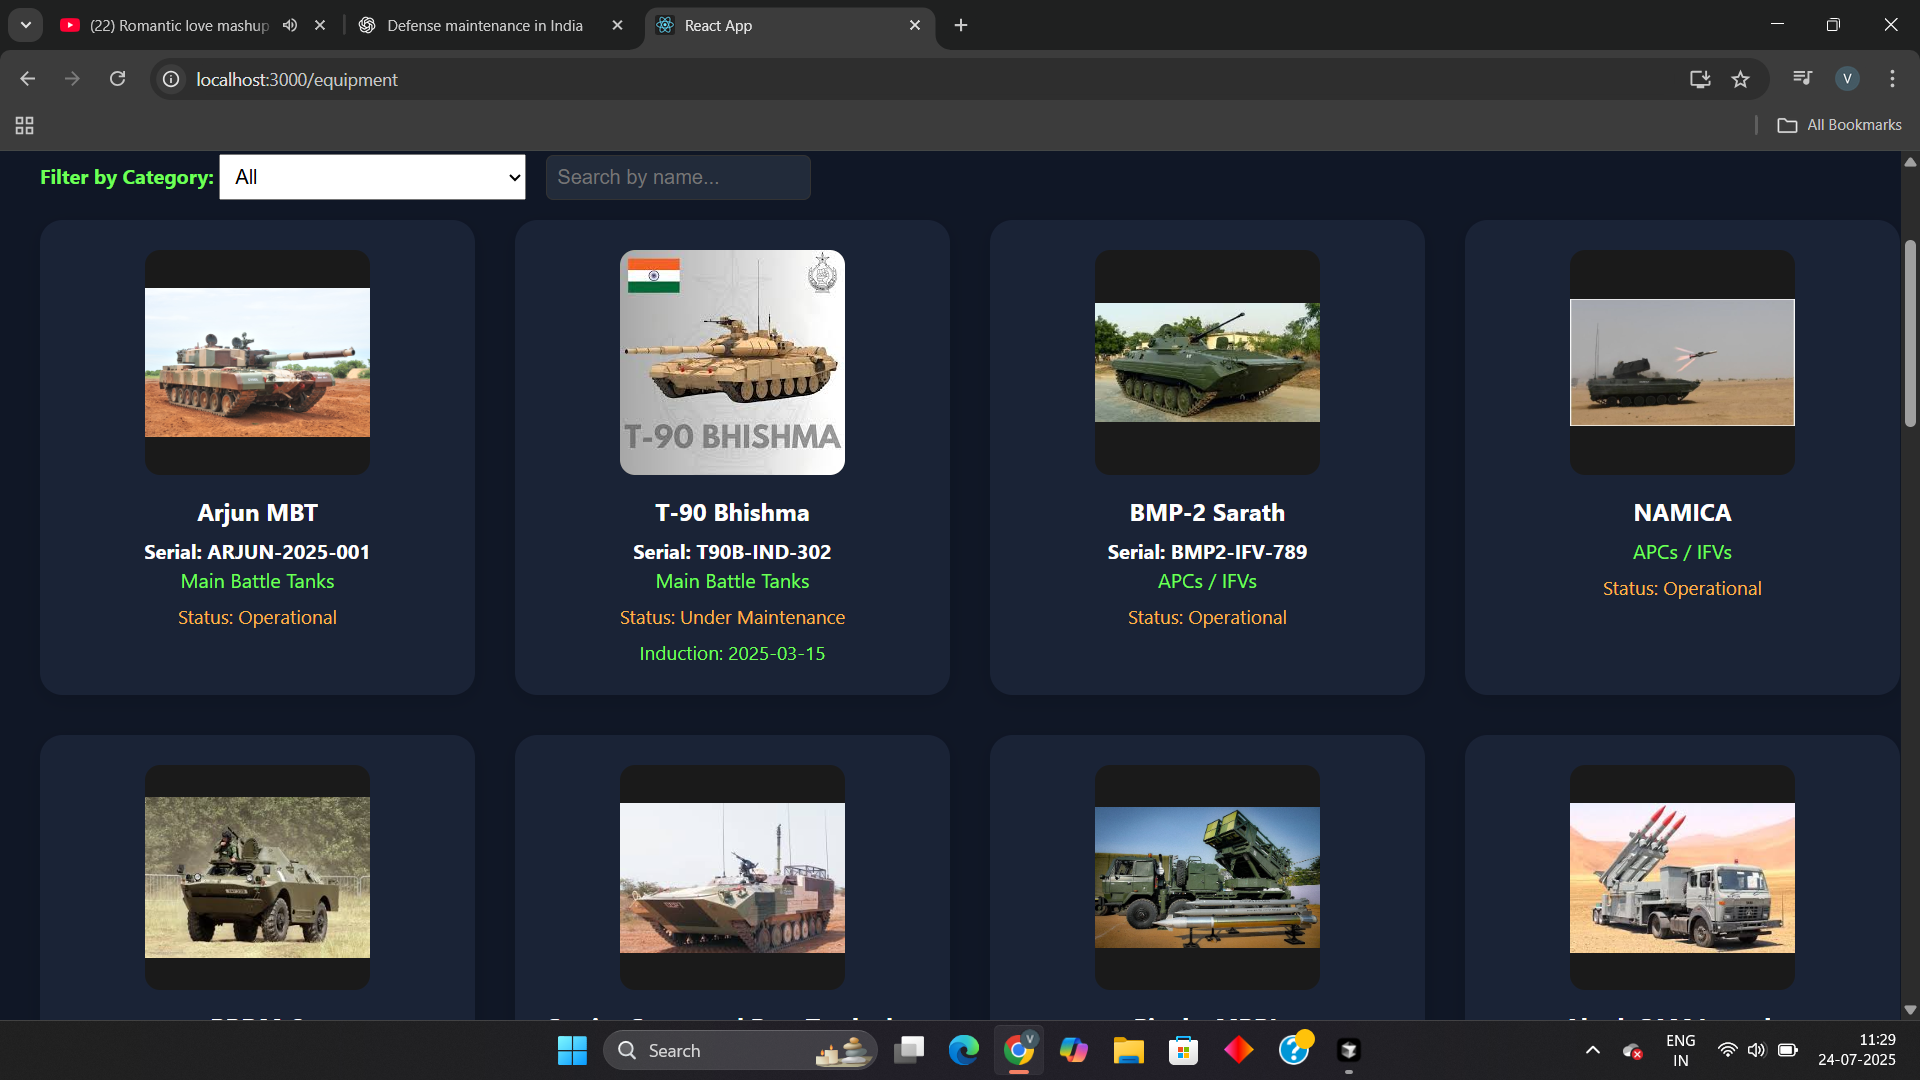 (22) Romantic love mashup
Defense maintenance in India
React App
localhost:3000/equipment
V
All Bookmarks
Filter by Category:
All
Search by name...
T-90 BHISHMA
Arjun MBT
Serial: ARJUN-2025-001
Main Battle Tanks
Status: Operational
T-90 Bhishma
Serial: T90B-IND-302
Main Battle Tanks
Status: Under Maintenance
Induction: 2025-03-15
BMP-2 Sarath
Serial: BMP2-IFV-789
APCs / IFVs
Status: Operational
NAMICA
APCs / IFVs
Status: Operational
Search
V
ENG
IN
11:29
24-07-2025